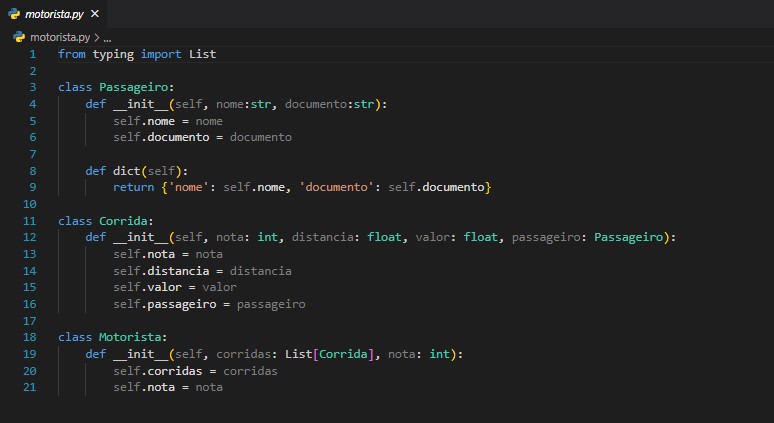 motorista.py ×
motorista.py > ...
1 from typing import List
2
3 class Passageiro:
4     def __init__(self, nome:str, documento:str):
5         self.nome = nome
6         self.documento = documento
7
8     def dict(self):
9         return {'nome': self.nome, 'documento': self.documento}
10
11 class Corrida:
12     def __init__(self, nota: int, distancia: float, valor: float, passageiro: Passageiro):
13         self.nota = nota
14         self.distancia = distancia
15         self.valor = valor
16         self.passageiro = passageiro
17
18 class Motorista:
19     def __init__(self, corridas: List[Corrida], nota: int):
20         self.corridas = corridas
21         self.nota = nota